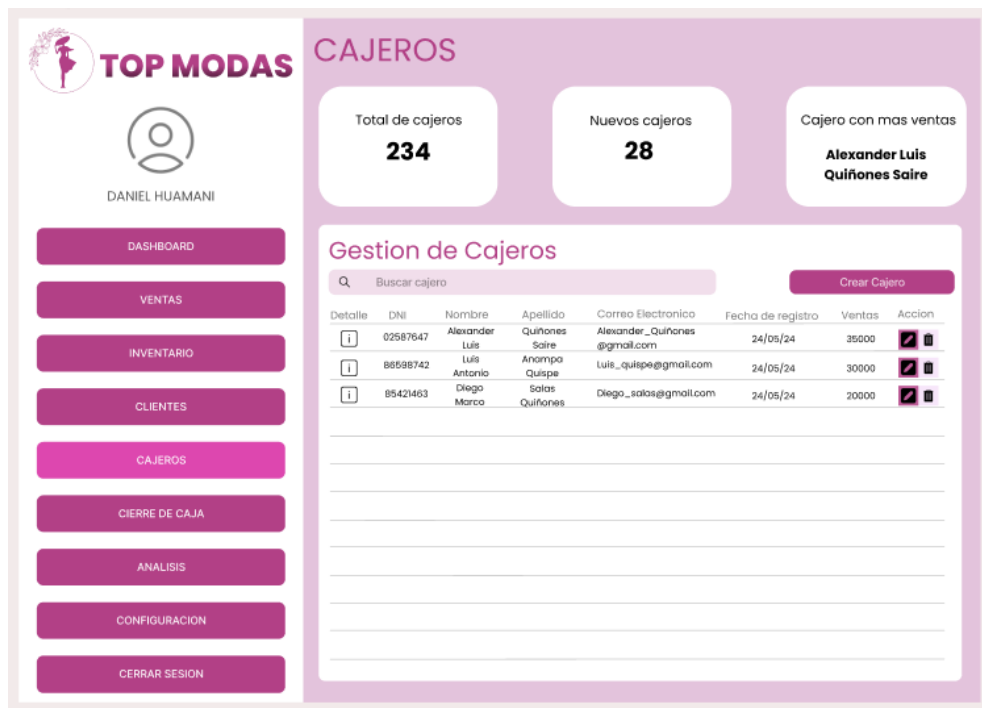 TOP MODAS
DANIEL HUAMANI
DASHBOARD
VENTAS
INVENTARIO
CLIENTES
CAJEROS
CIERRE DE CAJA
ANALISIS
CONFIGURACION
CERRAR SESION
CAJEROS
Total de cajeros
234
Nuevos cajeros
28
Cajero con mas ventas
Alexander Luis
Quiñones Saire
Gestion de Cajeros
Buscar cajero
Crear Cajero
Detalle DNI Nombre Apellido Correo Electronico Fecha de registro Ventas Accion
i 02587647 Alexander Luis Quiñones Saire Alexander_Quiñones @gmail.com 24/05/24 35000
i 86598742 Luis Antonio Anampa Quispe Luis_quispe@gmail.com 24/05/24 30000
i 85421463 Diego Marco Salas Quiñones Diego_salas@gmail.com 24/05/24 20000